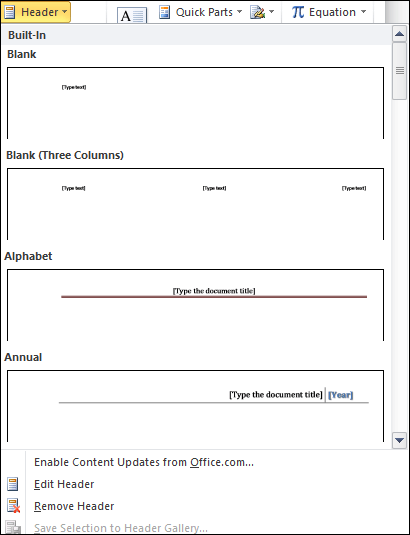 Header A Quick Parts π Equation
Built-In
Blank
[Type text]
Blank (Three Columns)
[Type text] [Type text] [Type text]
Alphabet
[Type the document title]
Annual
[Type the document title] [Year]
Enable Content Updates from Office.com...
Edit Header
Remove Header
Save Selection to Header Gallery...